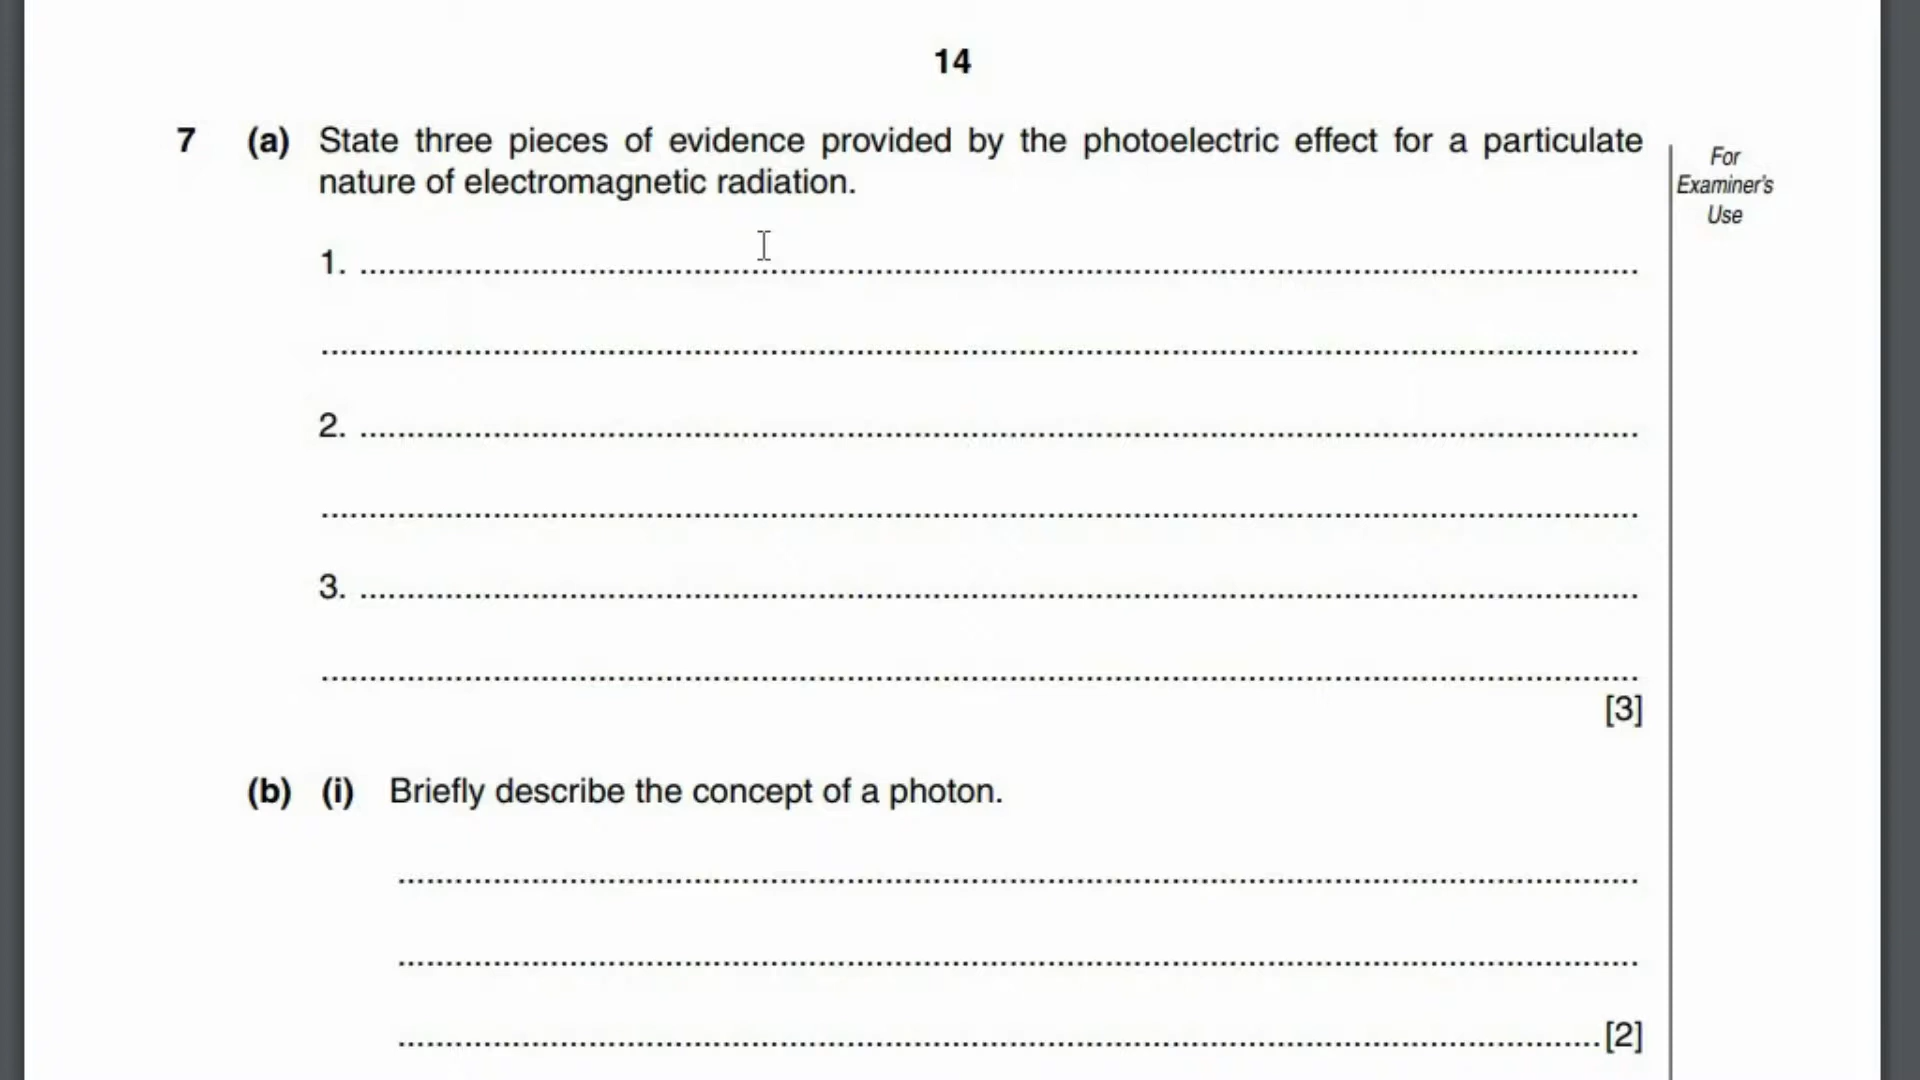 14
7 (a) State three pieces of evidence provided by the photoelectric effect for a particulate
nature of electromagnetic radiation.
For
Examiner's
Use
1. ..........
..........
2. ..........
..........
3. ..........
..........
[3]
(b) (i) Briefly describe the concept of a photon.
..........
..........
..........[2]